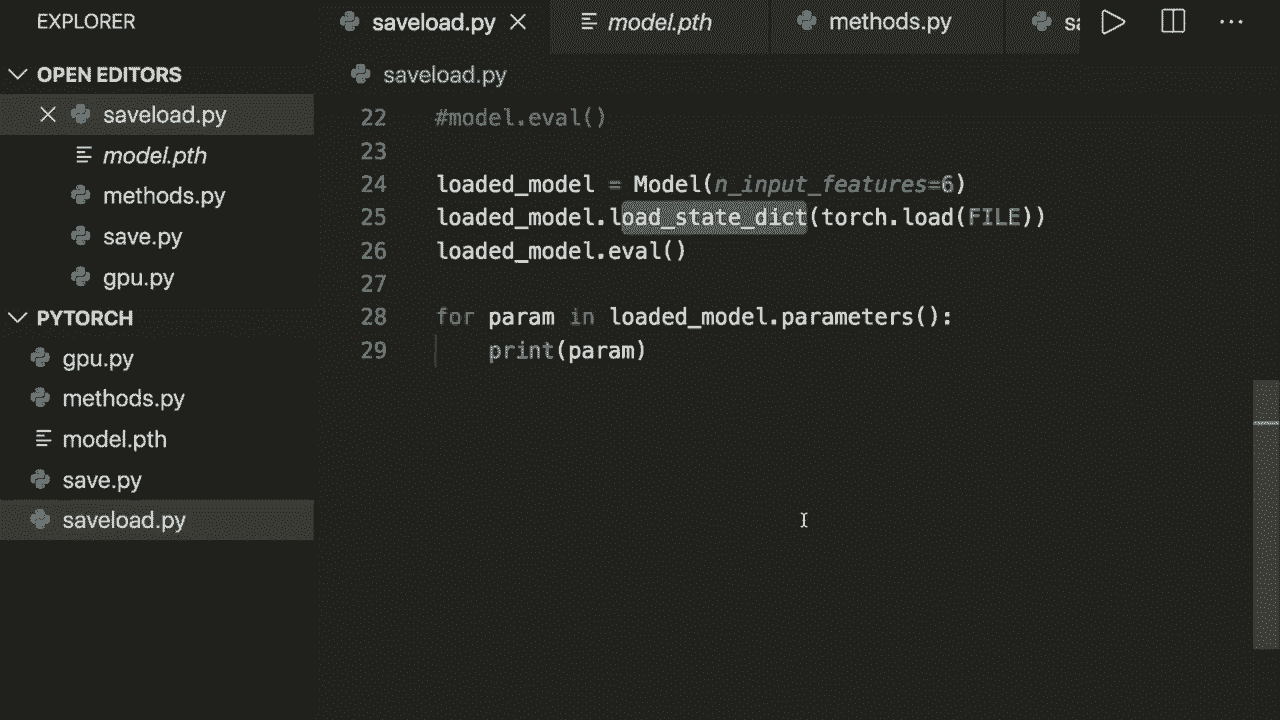 EXPLORER
saveload.py
model.pth
methods.py
sa
OPEN EDITORS
saveload.py
model.pth
methods.py
save.py
gpu.py
PYTORCH
gpu.py
methods.py
model.pth
save.py
saveload.py
saveload.py
22 #model.eval()
23
24 loaded_model = Model(n_input_features=6)
25 loaded_model.load_state_dict(torch.load(FILE))
26 loaded_model.eval()
27
28 for param in loaded_model.parameters():
29     print(param)